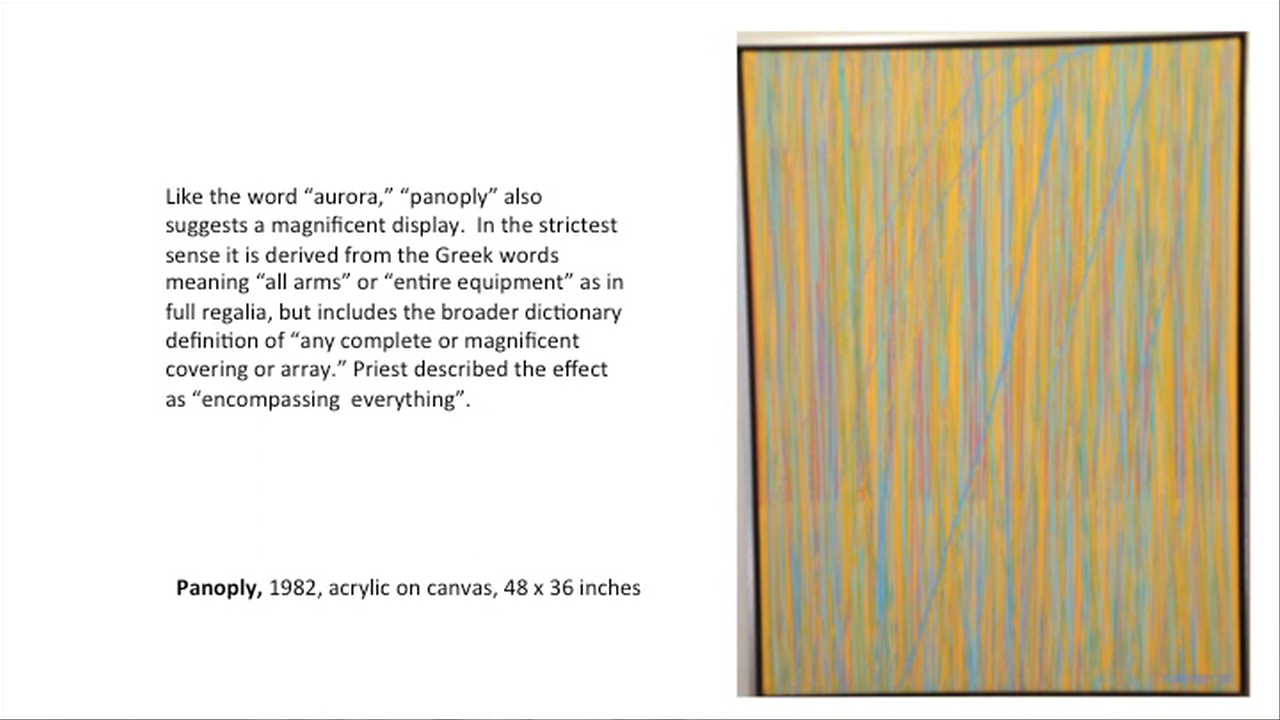 Like the word “aurora,” “panoply” also
suggests a magnificent display.  In the strictest
sense it is derived from the Greek words
meaning “all arms” or “entire equipment” as in
full regalia, but includes the broader dictionary
definition of “any complete or magnificent
covering or array.” Priest described the effect
as “encompassing  everything”.
Panoply, 1982, acrylic on canvas, 48 x 36 inches